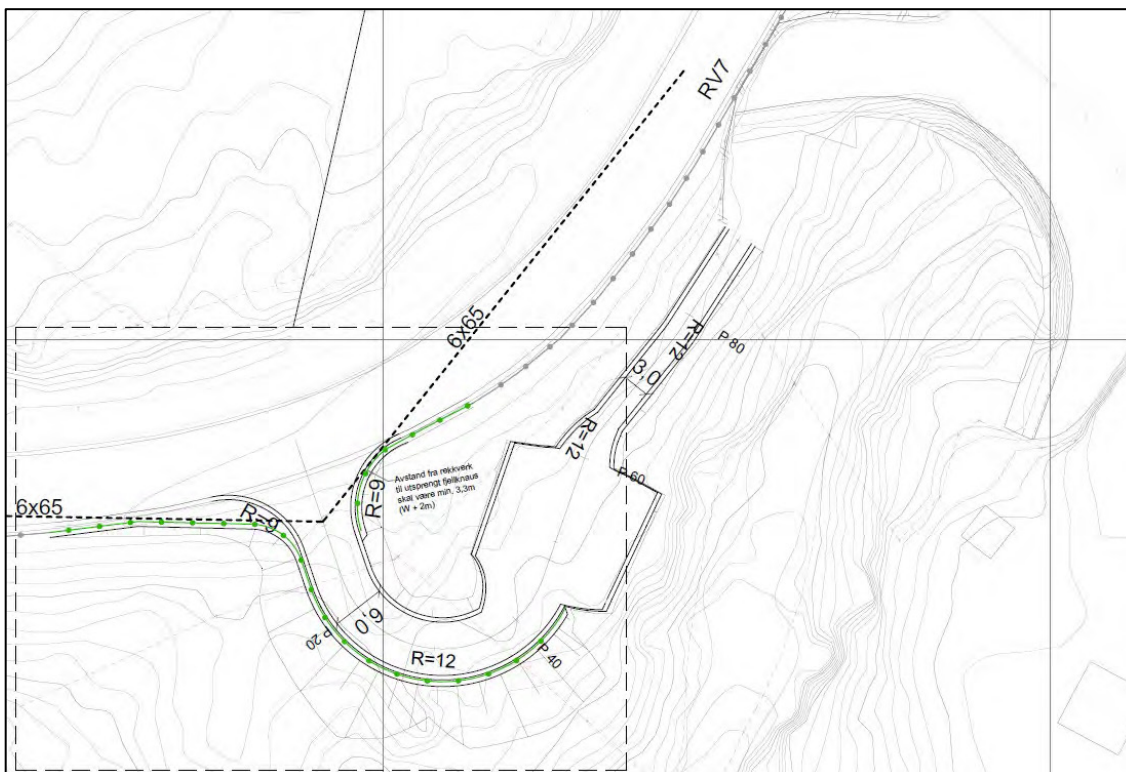 RV7
6x65
R=12
P 80
3,0
R=12
P 60
Avstand fra rekkverk
til utsprengt fjellknaus
skal være min. 3,3m
(W + 2m)
R=9
6x65
R=9
6,0
P 20
R=12
P 40